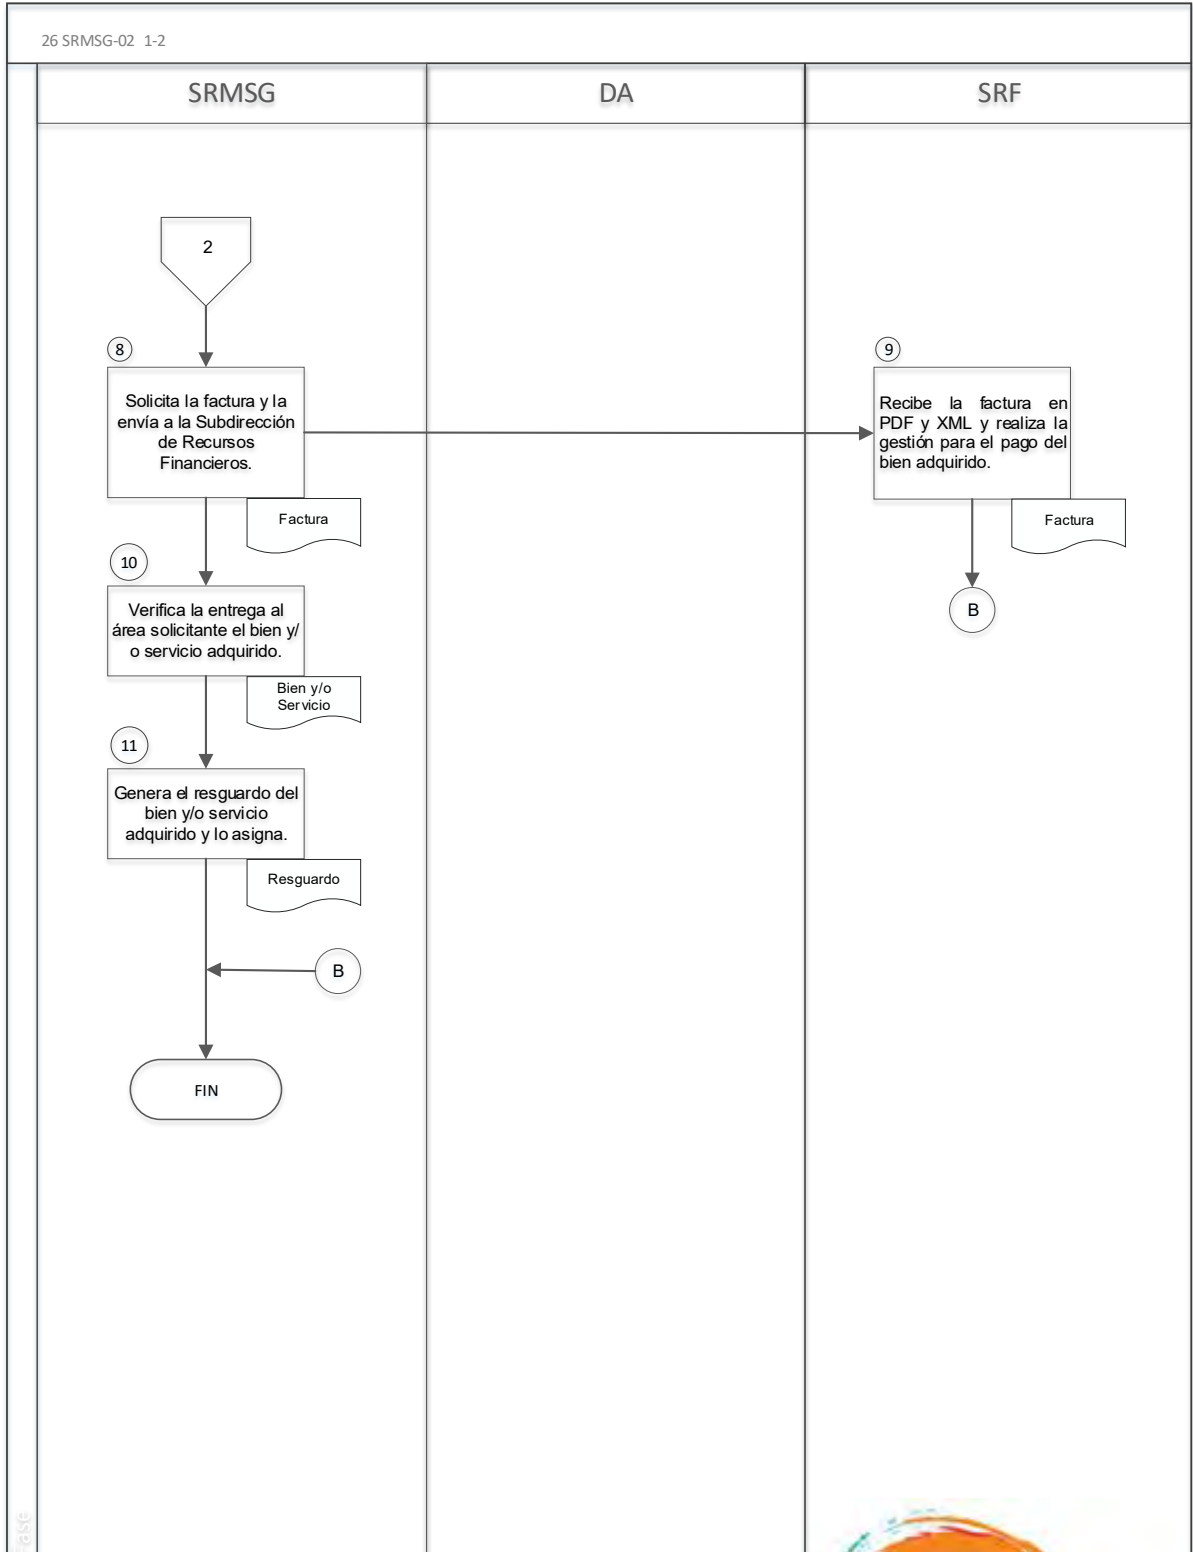 26 SRMSG-02 1-2
SRMSG
DA
SRF
2
8
Solicita la factura y la
envía a la Subdirección
de Recursos
Financieros.
Factura
9
Recibe la factura en
PDF y XML y realiza la
gestión para el pago del
bien adquirido.
Factura
B
10
Verifica la entrega al
área solicitante el bien y/
o servicio adquirido.
Bien y/o
Servicio
11
Genera el resguardo del
bien y/o servicio
adquirido y lo asigna.
Resguardo
B
FIN